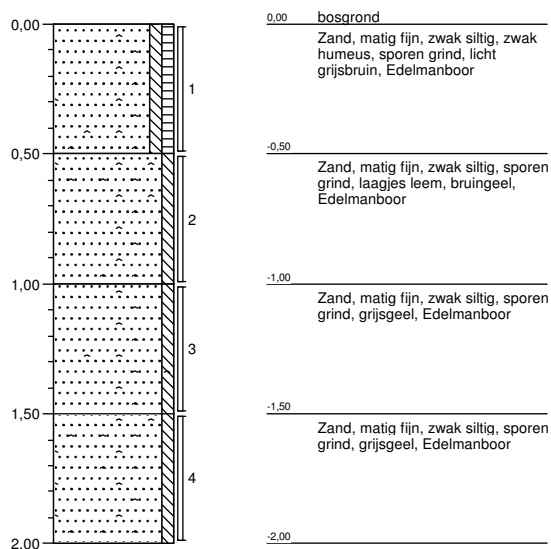 0,00
0,00 bosgrond
Zand, matig fijn, zwak siltig, zwak
humeus, sporen grind, licht
grijsbruin, Edelmanboor
1
0,50
-0,50
Zand, matig fijn, zwak siltig, sporen
grind, laagjes leem, bruingeel,
Edelmanboor
2
1,00
-1,00
Zand, matig fijn, zwak siltig, sporen
grind, grijsgeel, Edelmanboor
3
1,50
-1,50
Zand, matig fijn, zwak siltig, sporen
grind, grijsgeel, Edelmanboor
4
2,00
-2,00